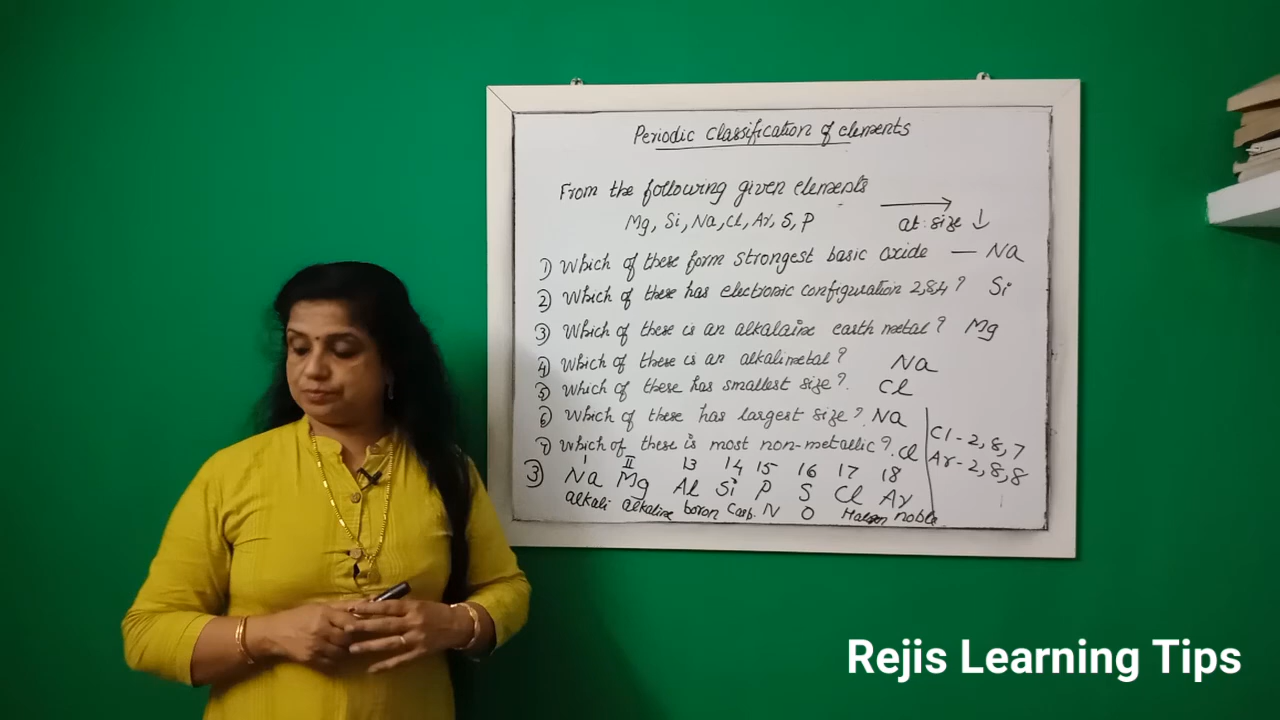 Periodic classification of elements
From the following given elements
Mg, Si, Na, Cl, Ar, S, P
→ at. size ↓
1) Which of these form strongest basic oxide — Na
2) Which of these has electronic configuration 2,8,4? Si
3) Which of these is an alkalaine earth metal? Mg
4) Which of these is an alkalimetal? Na
5) Which of these has smallest size? Cl
6) Which of these has largest size? Na
7) Which of these is most non-metallic? Cl
Cl - 2, 8, 7
Ar - 2, 8, 8
I II 13 14 15 16 17 18
3) Na Mg Al Si P S Cl Ar
alkali alkaline boron Carb. N O noble
Rejis Learning Tips